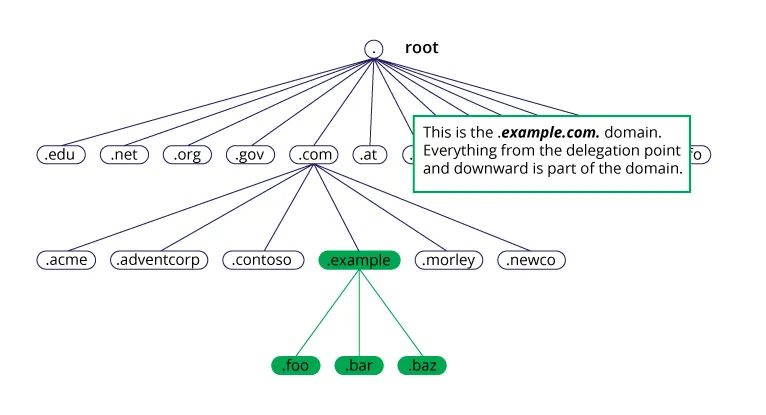 . root
This is the .example.com. domain.
Everything from the delegation point
and downward is part of the domain.
.edu .net .org .gov .com .at
.acme .adventcorp .contoso .example .morley .newco
.foo .bar .baz